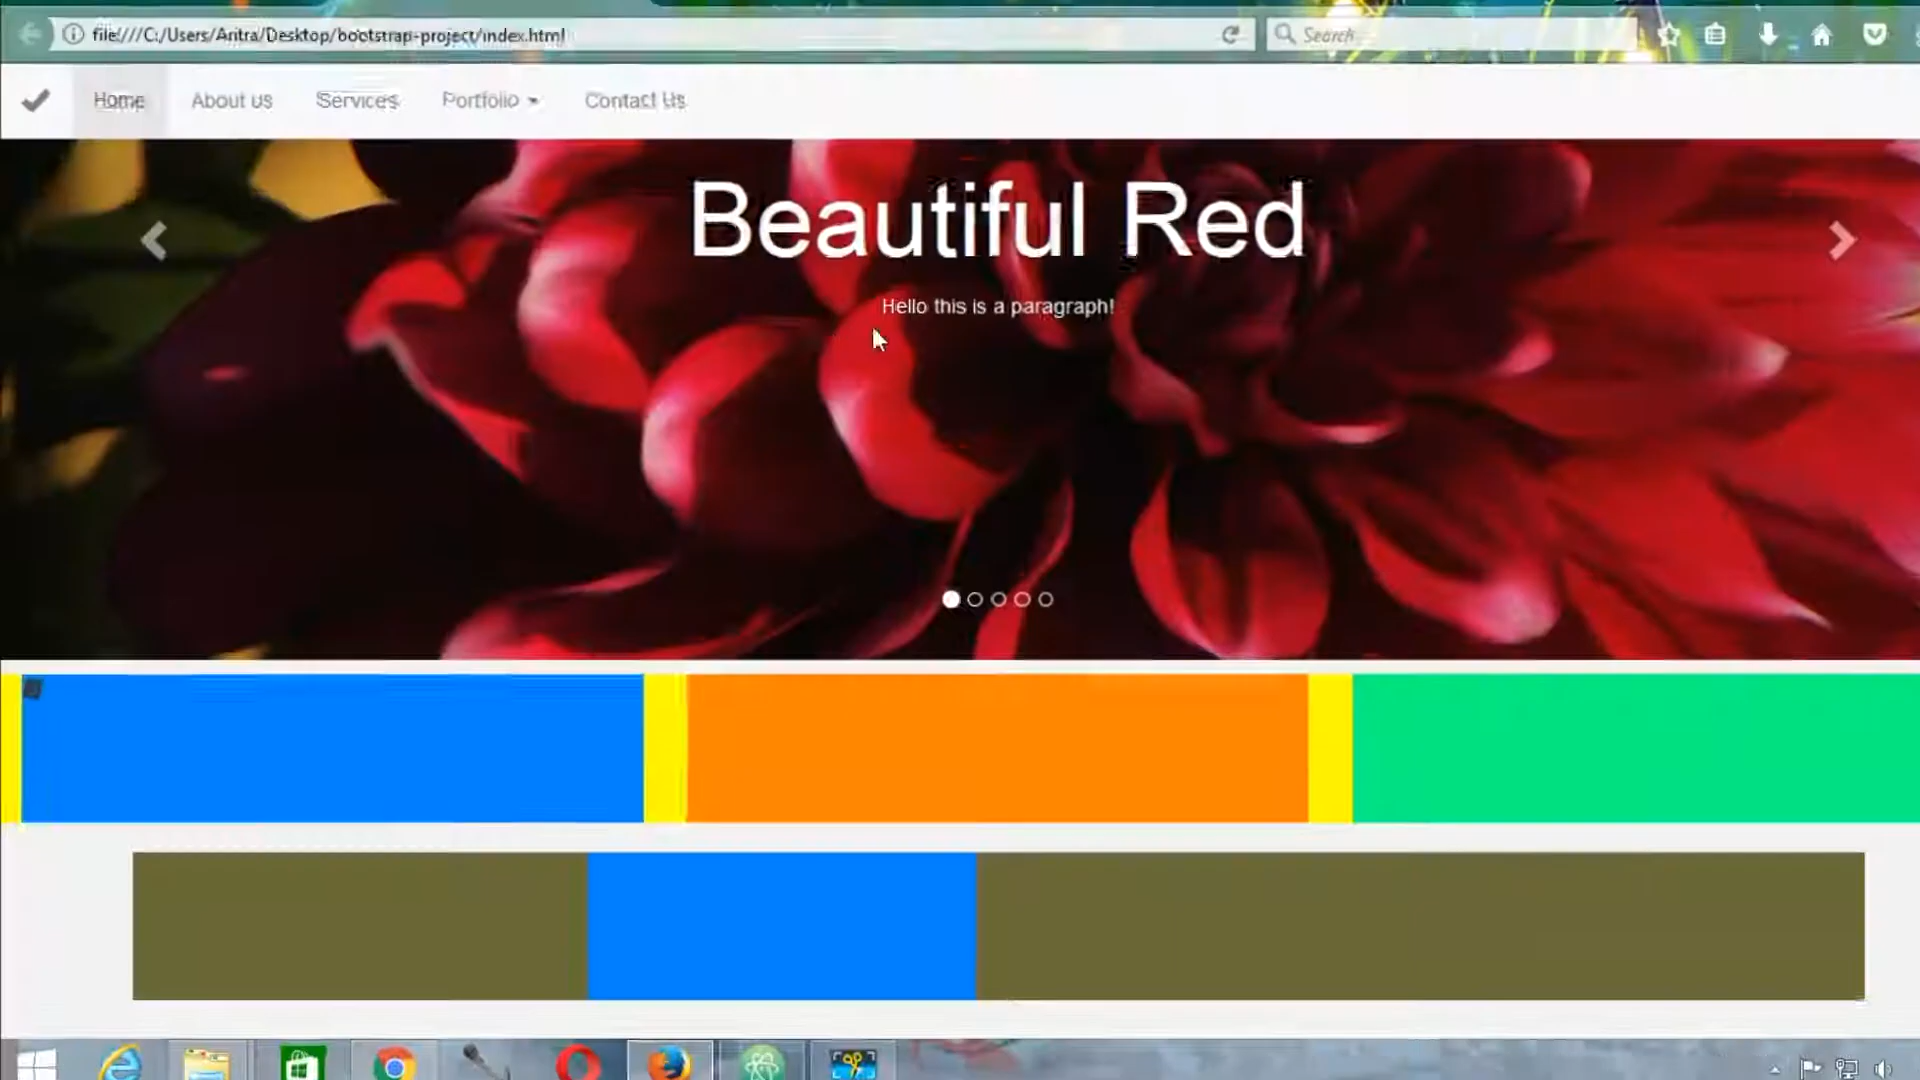 file:///C:/Users/Aritra/Desktop/bootstrap-project/index.html
Search
Home
About us
Services
Portfolio
Contact Us
Beautiful Red
Hello this is a paragraph!